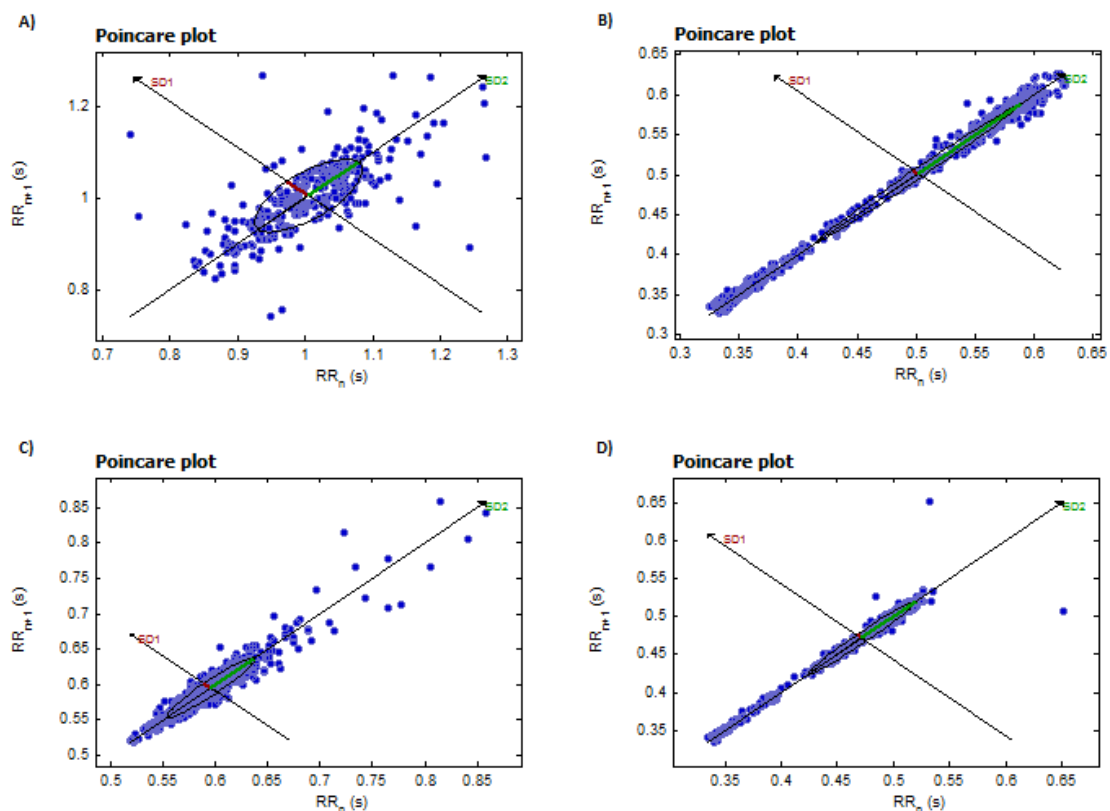 A)
Poincare plot
SD1
SD2
1.2
1
0.8
RRn+1 (s)
0.7 0.8 0.9 1 1.1 1.2 1.3
RRn (s)
B)
Poincare plot
SD1
SD2
0.65
0.6
0.55
0.5
0.45
0.4
0.35
0.3
RRn+1 (s)
0.3 0.35 0.4 0.45 0.5 0.55 0.6 0.65
RRn (s)
C)
Poincare plot
SD2
SD1
0.85
0.8
0.75
0.7
0.65
0.6
0.55
0.5
RRn+1 (s)
0.5 0.55 0.6 0.65 0.7 0.75 0.8 0.85
RRn (s)
D)
Poincare plot
SD2
SD1
0.65
0.6
0.55
0.5
0.45
0.4
0.35
RRn+1 (s)
0.35 0.4 0.45 0.5 0.55 0.6 0.65
RRn (s)